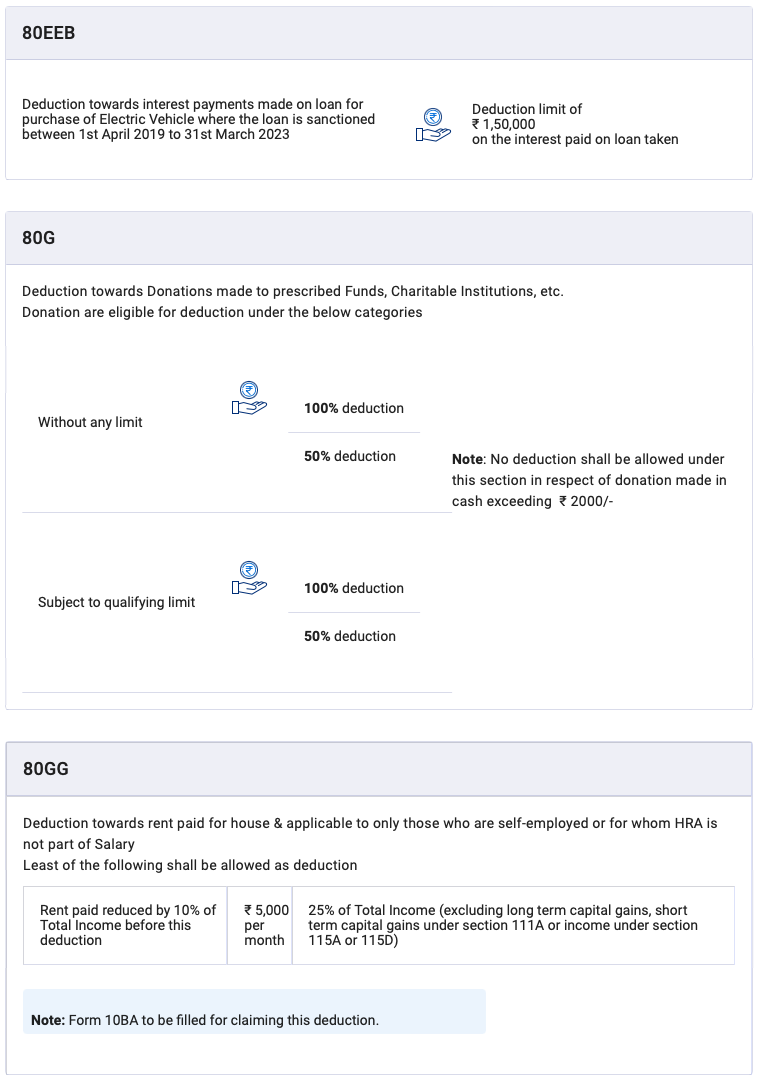 80EEB
Deduction towards interest payments made on loan for
purchase of Electric Vehicle where the loan is sanctioned
between 1st April 2019 to 31st March 2023
Deduction limit of
₹ 1,50,000
on the interest paid on loan taken
80G
Deduction towards Donations made to prescribed Funds, Charitable Institutions, etc.
Donation are eligible for deduction under the below categories
Without any limit
100% deduction
50% deduction
Subject to qualifying limit
100% deduction
50% deduction
Note: No deduction shall be allowed under
this section in respect of donation made in
cash exceeding ₹ 2000/-
80GG
Deduction towards rent paid for house & applicable to only those who are self-employed or for whom HRA is
not part of Salary
Least of the following shall be allowed as deduction
Rent paid reduced by 10% of
Total Income before this
deduction
₹ 5,000
per
month
25% of Total Income (excluding long term capital gains, short
term capital gains under section 111A or income under section
115A or 115D)
Note: Form 10BA to be filled for claiming this deduction.